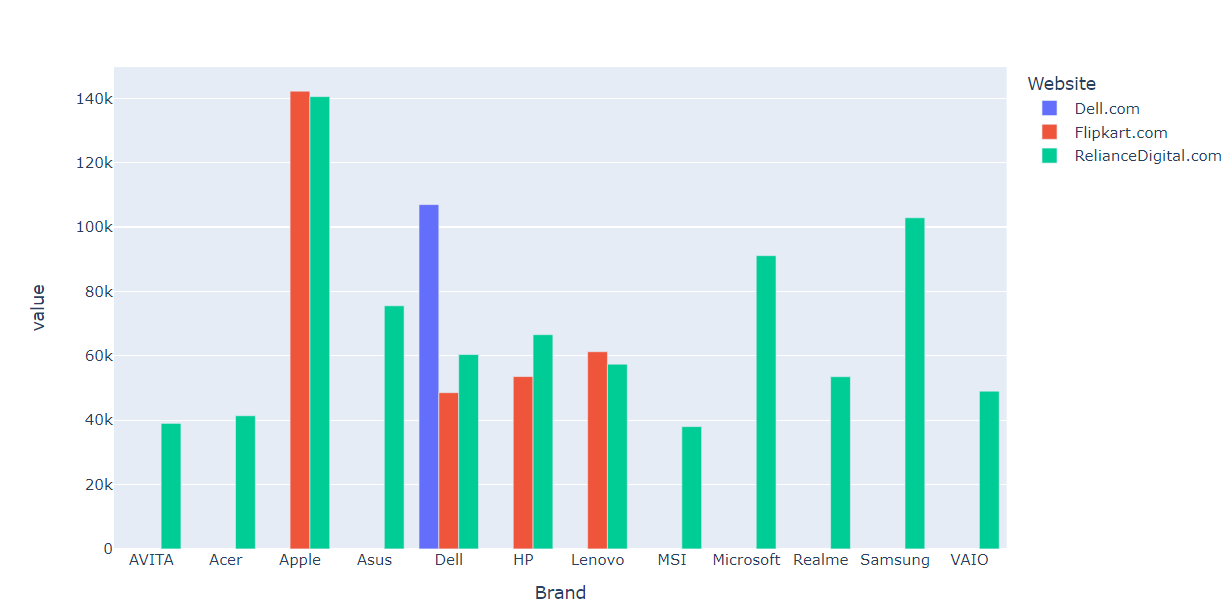 Website
Dell.com
Flipkart.com
RelianceDigital.com
140k
120k
100k
80k
60k
40k
20k
0
value
AVITA Acer Apple Asus Dell HP Lenovo MSI Microsoft Realme Samsung VAIO
Brand